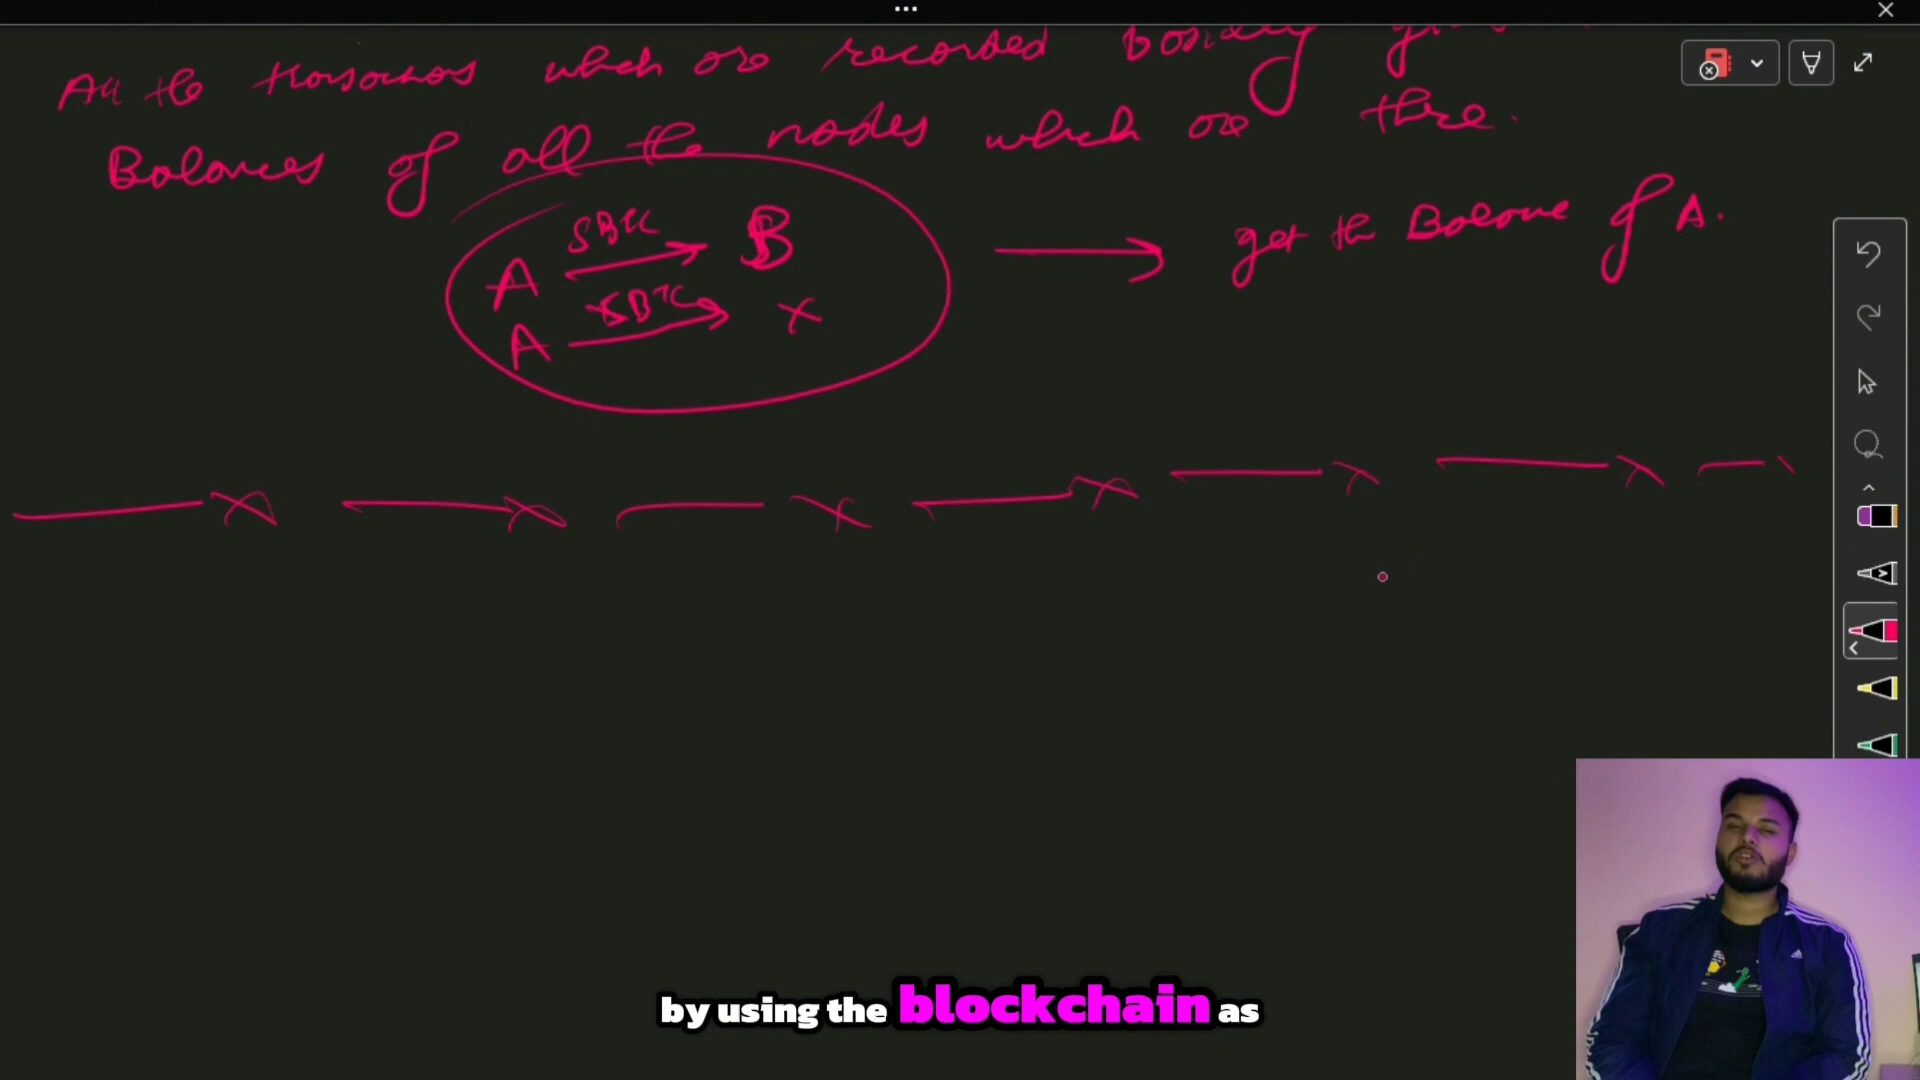 All the transactions which are recorded basically
Balances of all the nodes which are there.
A 5BTC B
get the Balance of A.
A 5BTC X
by using the blockchain as